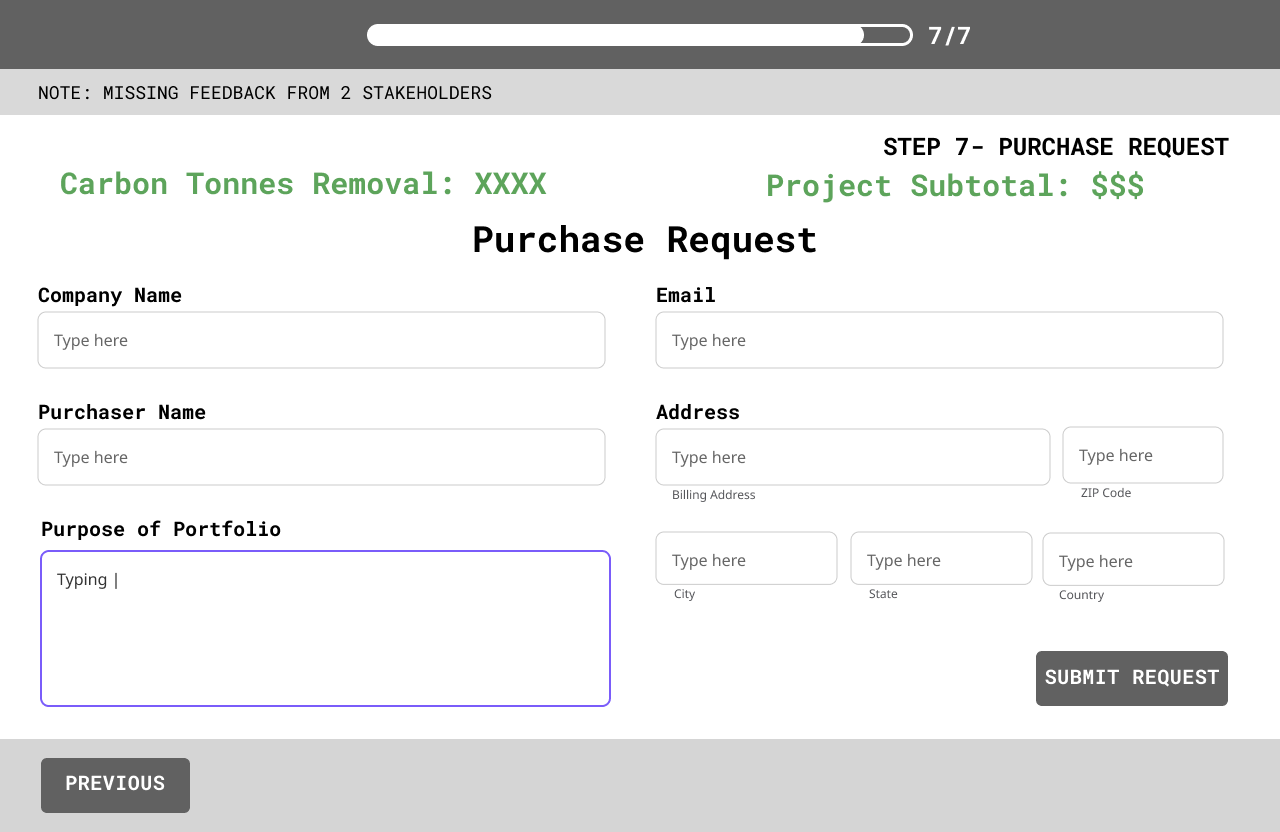 7/7
NOTE: MISSING FEEDBACK FROM 2 STAKEHOLDERS
STEP 7- PURCHASE REQUEST
Carbon Tonnes Removal: XXXX
Project Subtotal: $$$
Purchase Request
Company Name
Type here
Email
Type here
Purchaser Name
Type here
Address
Type here
Billing Address
Type here
ZIP Code
Purpose of Portfolio
Typing |
Type here
City
Type here
State
Type here
Country
SUBMIT REQUEST
PREVIOUS